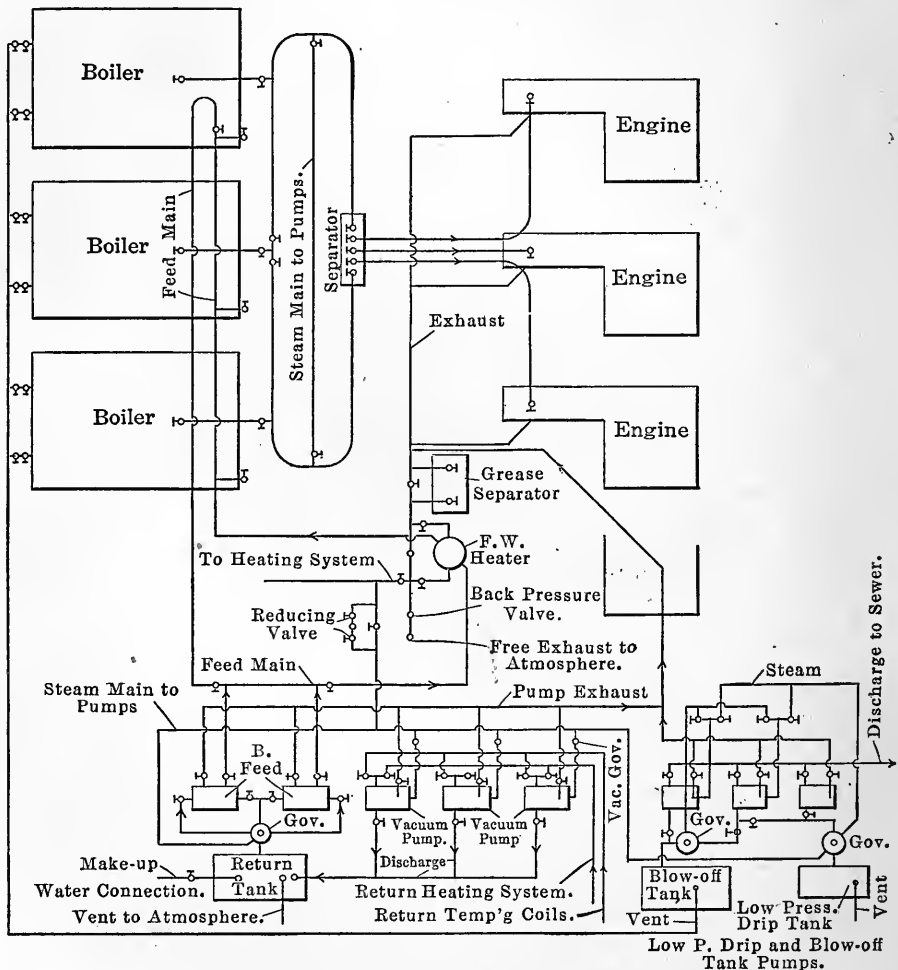 Boiler
Engine
Feed Main
Steam Main to Pumps.
Separator
Boiler
Engine
Exhaust
Boiler
Engine
Grease
Separator
F.W.
Heater
To Heating System
Back Pressure
Valve.
Reducing
Valve
Free Exhaust to
Atmosphere.
Feed Main
Steam Main to
Pumps
Pump Exhaust
Steam
Discharge to Sewer.
B.
Feed
Vac. Gov.
Gov.
Vacuum
Pump.
Vacuum
Pump
Gov.
Gov.
Make-up
Water Connection.
Return
Tank
Discharge
Vent to Atmosphere.
Return Heating System.
Return Temp'g Coils.
Blow-off
Tank
Vent
Low Press.
Drip Tank
Vent
Low P. Drip and Blow-off
Tank Pumps.